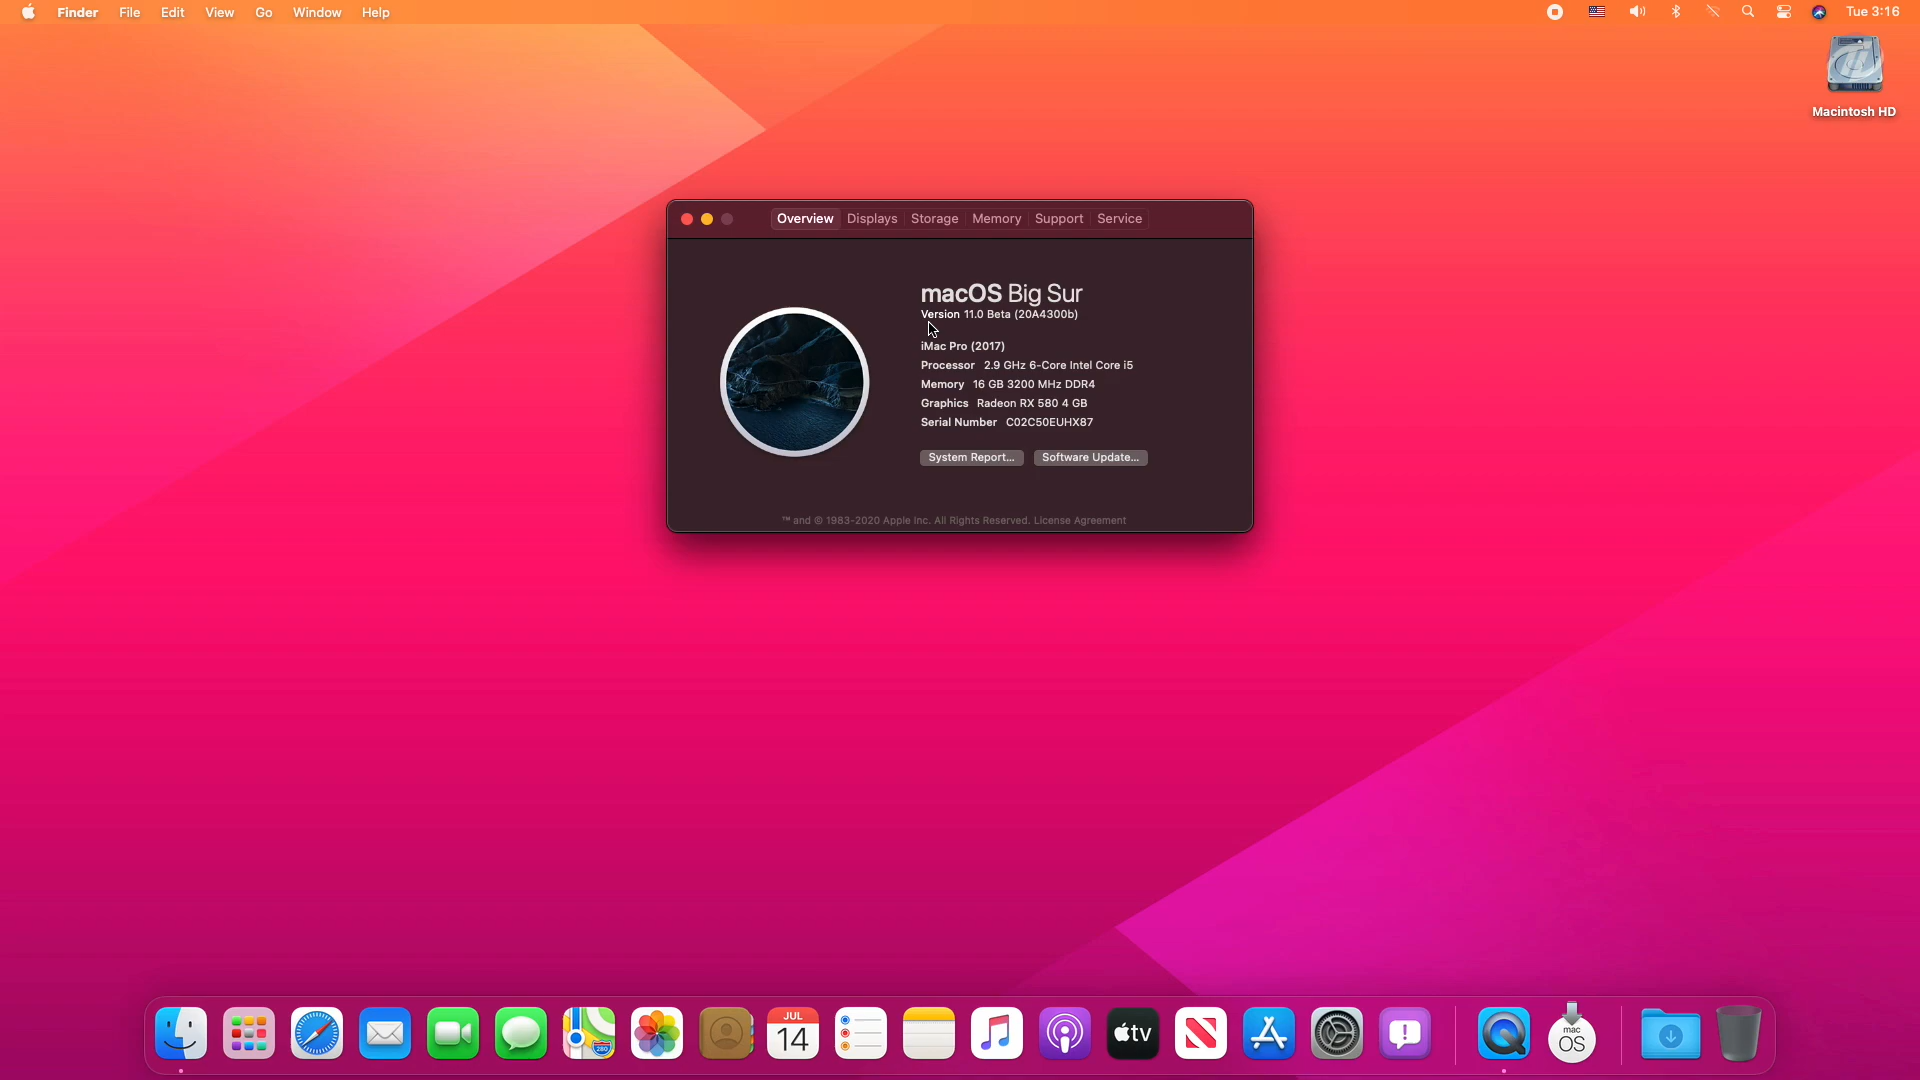 Finder File Edit View Go Window Help
Tue 3:16
Macintosh HD
Overview Displays Storage Memory Support Service
macOS Big Sur
Version 11.0 Beta (20A4300b)
iMac Pro (2017)
Processor 2.9 GHz 6-Core Intel Core i5
Memory 16 GB 3200 MHz DDR4
Graphics Radeon RX 580 4 GB
Serial Number C02C50EUHX87
System Report... Software Update...
™ and © 1983-2020 Apple Inc. All Rights Reserved. License Agreement
280
JUL
14
tv
mac
OS